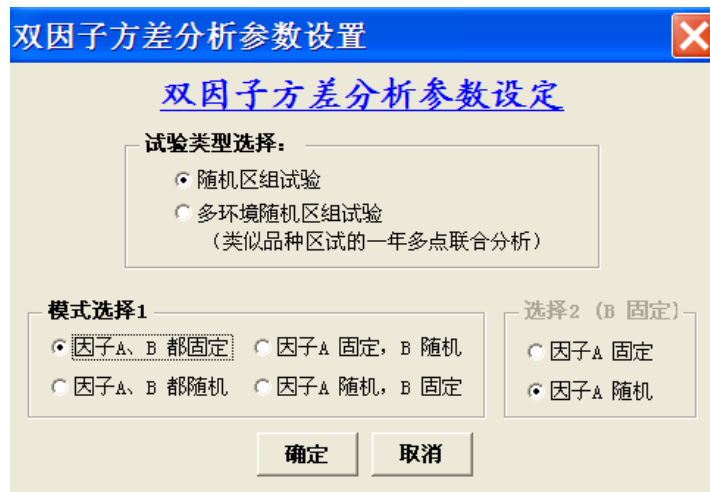 双因子方差分析参数设置
双因子方差分析参数设定
试验类型选择：
随机区组试验
多环境随机区组试验
（类似品种区试的一年多点联合分析）
模式选择1
因子A、B 都固定
因子A 固定，B 随机
因子A、B 都随机
因子A 随机，B 固定
选择2（B 固定）
因子A 固定
因子A 随机
确定
取消